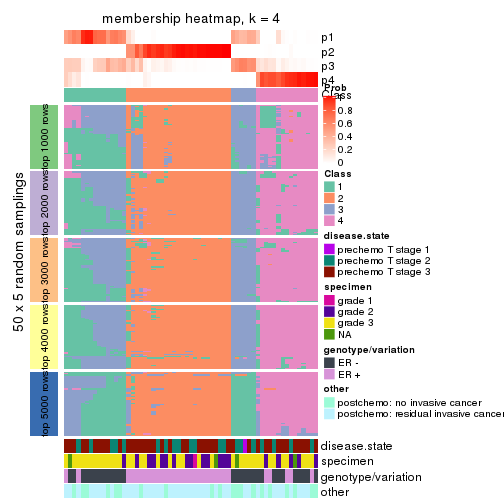 membership heatmap, k = 4
p1
p2
p3
p4
Class
50 x 5 random samplings
top 1000 rows
top 2000 rows
top 3000 rows
top 4000 rows
top 5000 rows
disease.state
specimen
genotype/variation
other
Prob
1
0.8
0.6
0.4
0.2
0
Class
1
2
3
4
disease.state
prechemo T stage 1
prechemo T stage 2
prechemo T stage 3
specimen
grade 1
grade 2
grade 3
NA
genotype/variation
ER -
ER +
other
postchemo: no invasive cancer
postchemo: residual invasive cancer